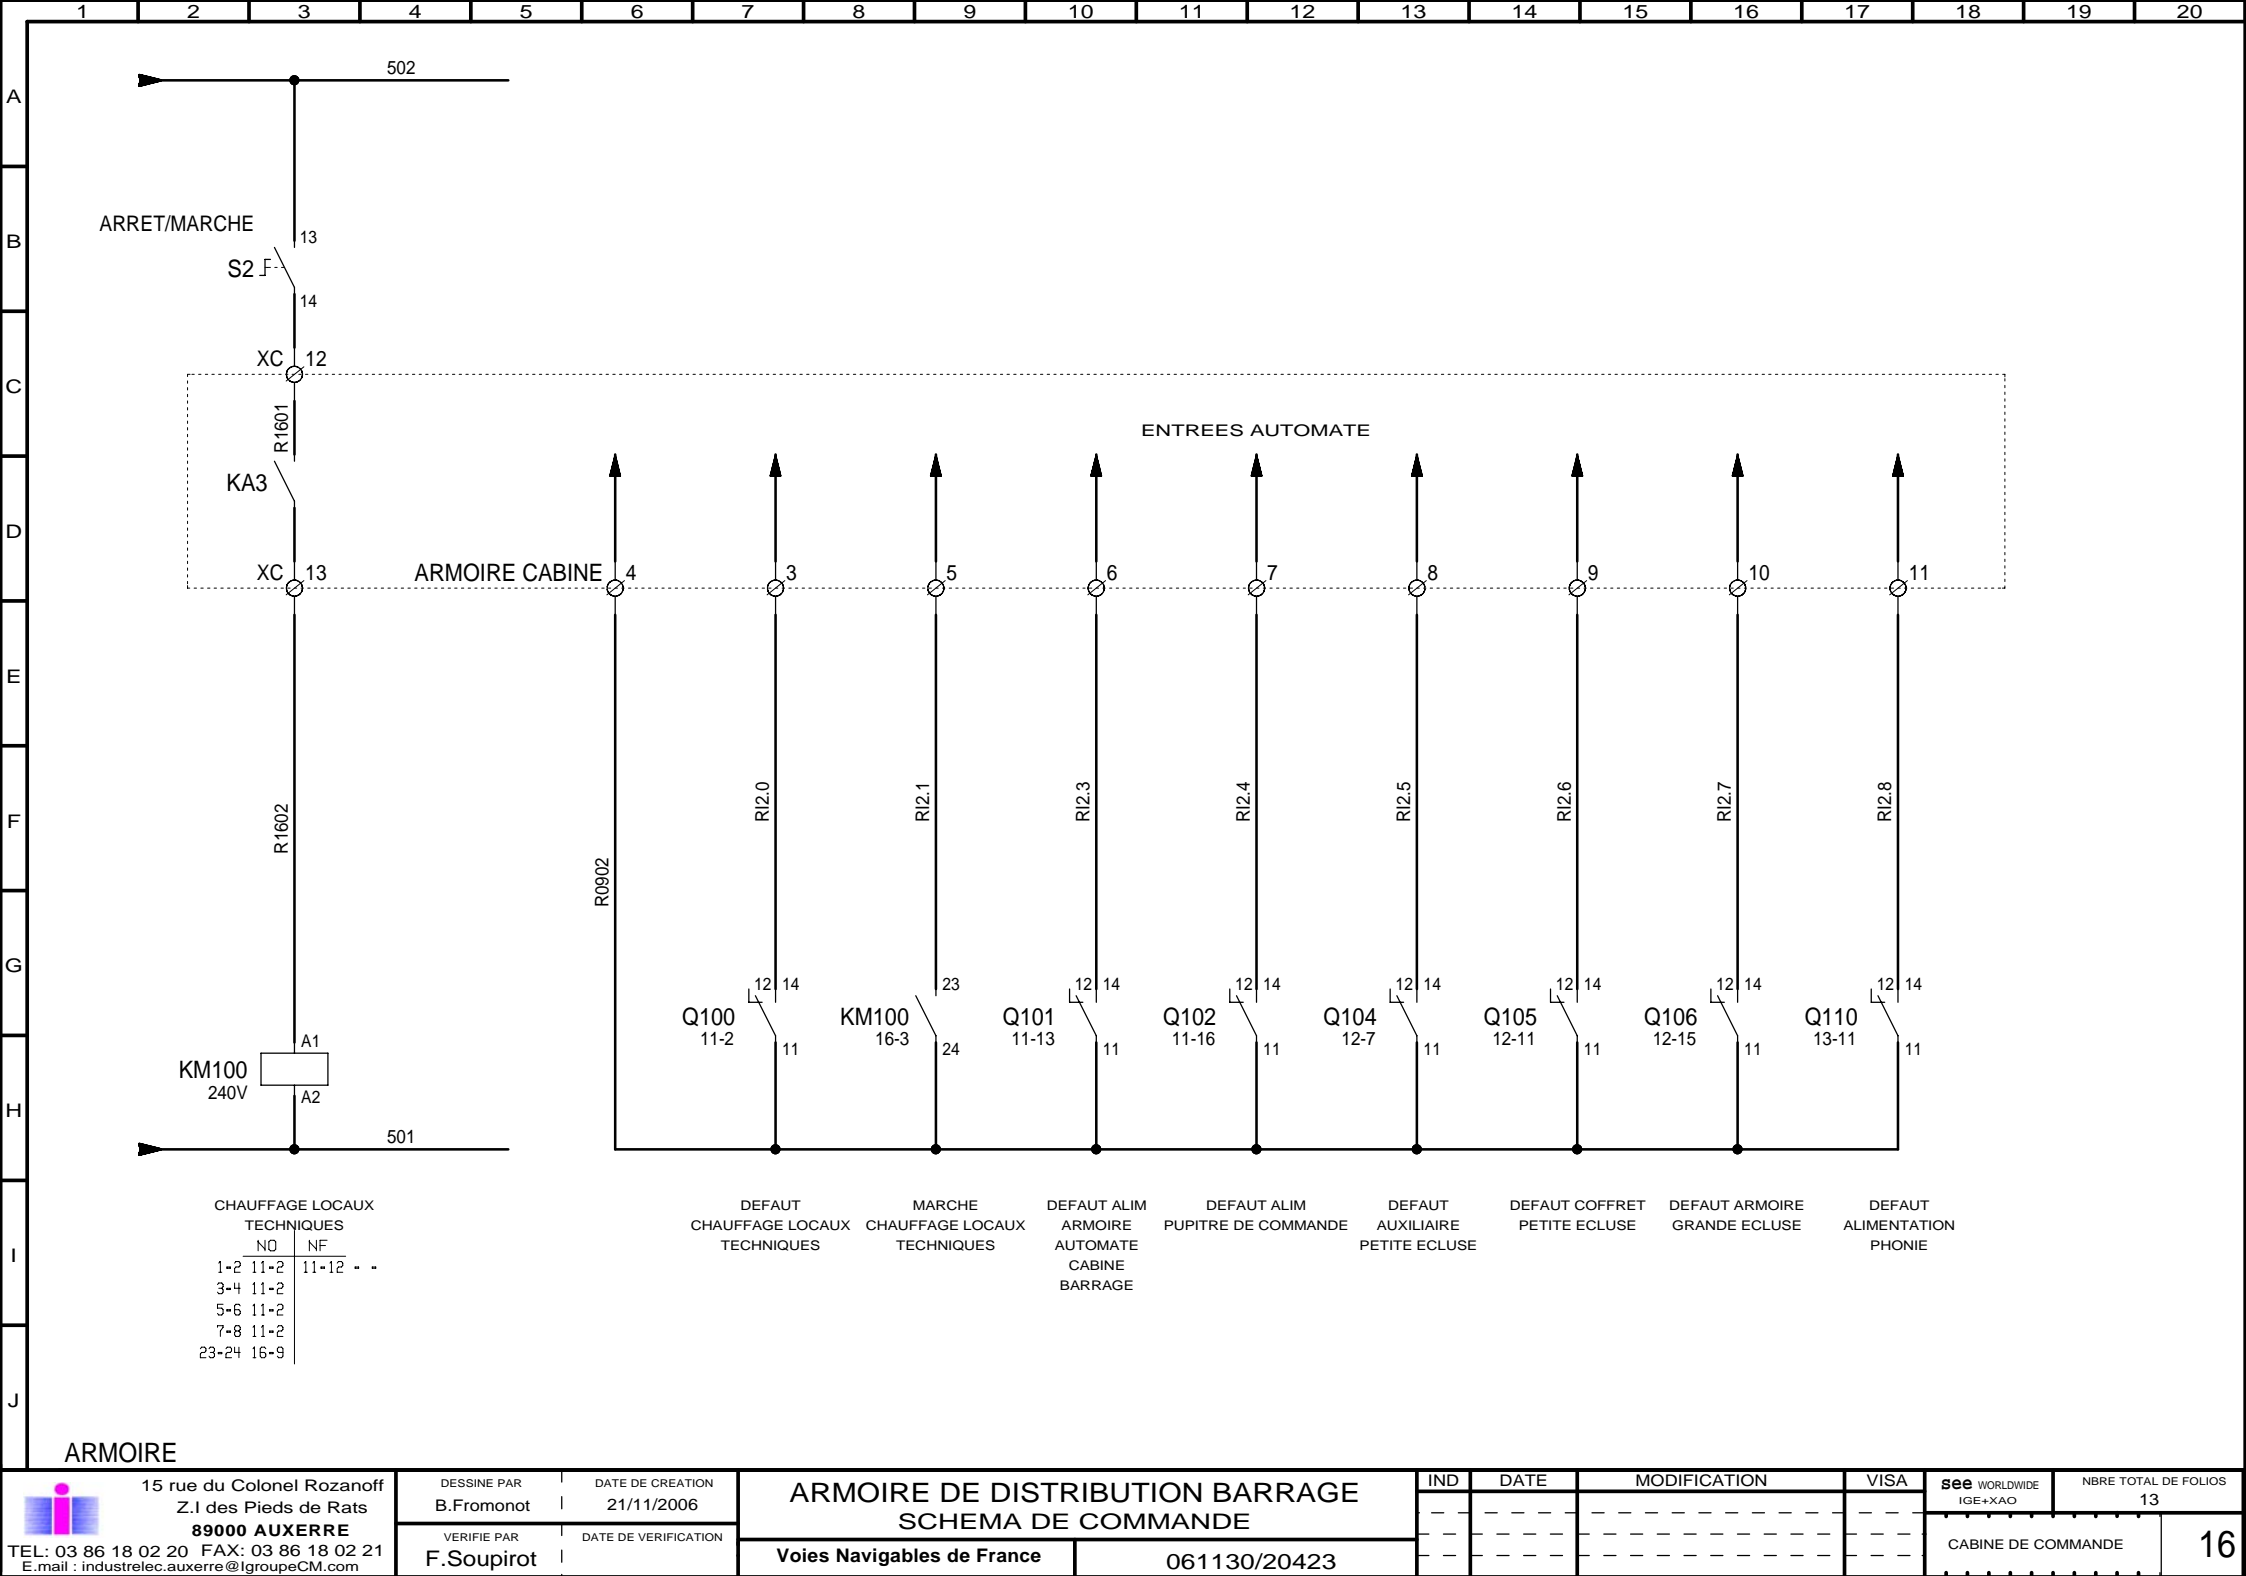 1 2 3 4 5 6 7 8 9 10 11 12 13 14 15 16 17 18 19 20
A
B
C
D
E
F
G
H
I
J
502
ARRET/MARCHE
13
S2
14
XC 12
R1601
KA3
XC 13
R1602
A1
KM100
240V
A2
501
ENTREES AUTOMATE
ARMOIRE CABINE 4 3 5 6 7 8 9 10 11
R0902
RI2.0
RI2.1
RI2.3
RI2.4
RI2.5
RI2.6
RI2.7
RI2.8
12 14
Q100
11-2
11
23
KM100
16-3
24
12 14
Q101
11-13
11
12 14
Q102
11-16
11
12 14
Q104
12-7
11
12 14
Q105
12-11
11
12 14
Q106
12-15
11
12 14
Q110
13-11
11
CHAUFFAGE LOCAUX
TECHNIQUES
NO NF
1-2 11-2 11-12 - -
3-4 11-2
5-6 11-2
7-8 11-2
23-24 16-9
DEFAUT
CHAUFFAGE LOCAUX
TECHNIQUES
MARCHE
CHAUFFAGE LOCAUX
TECHNIQUES
DEFAUT ALIM
ARMOIRE
AUTOMATE
CABINE
BARRAGE
DEFAUT ALIM
PUPITRE DE COMMANDE
DEFAUT
AUXILIAIRE
PETITE ECLUSE
DEFAUT COFFRET
PETITE ECLUSE
DEFAUT ARMOIRE
GRANDE ECLUSE
DEFAUT
ALIMENTATION
PHONIE
ARMOIRE
15 rue du Colonel Rozanoff
Z.I des Pieds de Rats
89000 AUXERRE
TEL: 03 86 18 02 20 FAX: 03 86 18 02 21
E.mail : industrelec.auxerre@IgroupeCM.com
DESSINE PAR
B.Fromonot
DATE DE CREATION
21/11/2006
VERIFIE PAR
F.Soupirot
DATE DE VERIFICATION
ARMOIRE DE DISTRIBUTION BARRAGE
SCHEMA DE COMMANDE
Voies Navigables de France
061130/20423
IND DATE MODIFICATION VISA
see WORLDWIDE
IGE+XAO
NBRE TOTAL DE FOLIOS
13
CABINE DE COMMANDE
16